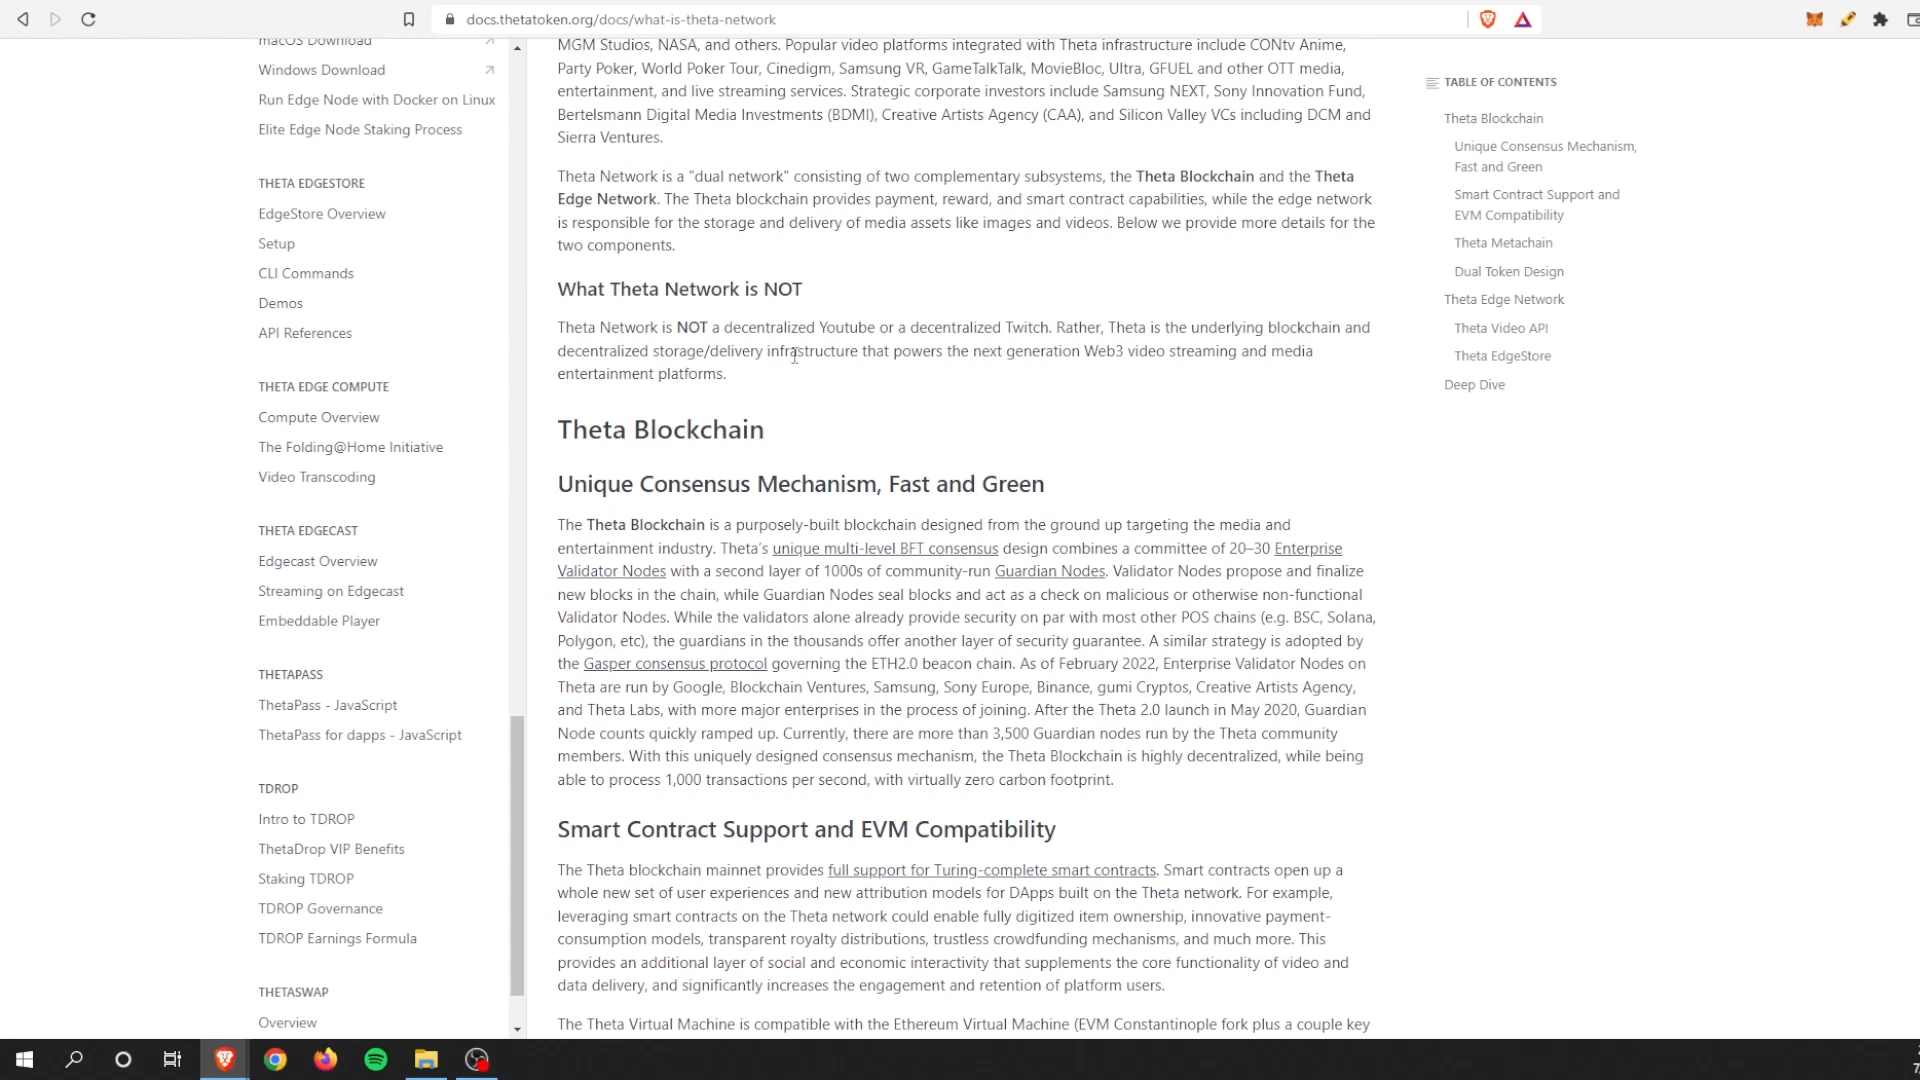 docs.thetatoken.org/docs/what-is-theta-network
macOS Download
Windows Download
Run Edge Node with Docker on Linux
Elite Edge Node Staking Process
THETA EDGESTORE
EdgeStore Overview
Setup
CLI Commands
Demos
API References
THETA EDGE COMPUTE
Compute Overview
The Folding@Home Initiative
Video Transcoding
THETA EDGECAST
Edgecast Overview
Streaming on Edgecast
Embeddable Player
THETAPASS
ThetaPass - JavaScript
ThetaPass for dapps - JavaScript
TDROP
Intro to TDROP
ThetaDrop VIP Benefits
Staking TDROP
TDROP Governance
TDROP Earnings Formula
THETASWAP
Overview
MGM Studios, NASA, and others. Popular video platforms integrated with Theta infrastructure include CONtv Anime,
Party Poker, World Poker Tour, Cinedigm, Samsung VR, GameTalkTalk, MovieBloc, Ultra, GFUEL and other OTT media,
entertainment, and live streaming services. Strategic corporate investors include Samsung NEXT, Sony Innovation Fund,
Bertelsmann Digital Media Investments (BDMI), Creative Artists Agency (CAA), and Silicon Valley VCs including DCM and
Sierra Ventures.
Theta Network is a "dual network" consisting of two complementary subsystems, the Theta Blockchain and the Theta
Edge Network. The Theta blockchain provides payment, reward, and smart contract capabilities, while the edge network
is responsible for the storage and delivery of media assets like images and videos. Below we provide more details for the
two components.
What Theta Network is NOT
Theta Network is NOT a decentralized Youtube or a decentralized Twitch. Rather, Theta is the underlying blockchain and
decentralized storage/delivery infrastructure that powers the next generation Web3 video streaming and media
entertainment platforms.
Theta Blockchain
Unique Consensus Mechanism, Fast and Green
The Theta Blockchain is a purposely-built blockchain designed from the ground up targeting the media and
entertainment industry. Theta's unique multi-level BFT consensus design combines a committee of 20–30 Enterprise
Validator Nodes with a second layer of 1000s of community-run Guardian Nodes. Validator Nodes propose and finalize
new blocks in the chain, while Guardian Nodes seal blocks and act as a check on malicious or otherwise non-functional
Validator Nodes. While the validators alone already provide security on par with most other POS chains (e.g. BSC, Solana,
Polygon, etc), the guardians in the thousands offer another layer of security guarantee. A similar strategy is adopted by
the Gasper consensus protocol governing the ETH2.0 beacon chain. As of February 2022, Enterprise Validator Nodes on
Theta are run by Google, Blockchain Ventures, Samsung, Sony Europe, Binance, gumi Cryptos, Creative Artists Agency,
and Theta Labs, with more major enterprises in the process of joining. After the Theta 2.0 launch in May 2020, Guardian
Node counts quickly ramped up. Currently, there are more than 3,500 Guardian nodes run by the Theta community
members. With this uniquely designed consensus mechanism, the Theta Blockchain is highly decentralized, while being
able to process 1,000 transactions per second, with virtually zero carbon footprint.
Smart Contract Support and EVM Compatibility
The Theta blockchain mainnet provides full support for Turing-complete smart contracts. Smart contracts open up a
whole new set of user experiences and new attribution models for DApps built on the Theta network. For example,
leveraging smart contracts on the Theta network could enable fully digitized item ownership, innovative payment-
consumption models, transparent royalty distributions, trustless crowdfunding mechanisms, and much more. This
provides an additional layer of social and economic interactivity that supplements the core functionality of video and
data delivery, and significantly increases the engagement and retention of platform users.
The Theta Virtual Machine is compatible with the Ethereum Virtual Machine (EVM Constantinople fork plus a couple key
TABLE OF CONTENTS
Theta Blockchain
Unique Consensus Mechanism,
Fast and Green
Smart Contract Support and
EVM Compatibility
Theta Metachain
Dual Token Design
Theta Edge Network
Theta Video API
Theta EdgeStore
Deep Dive